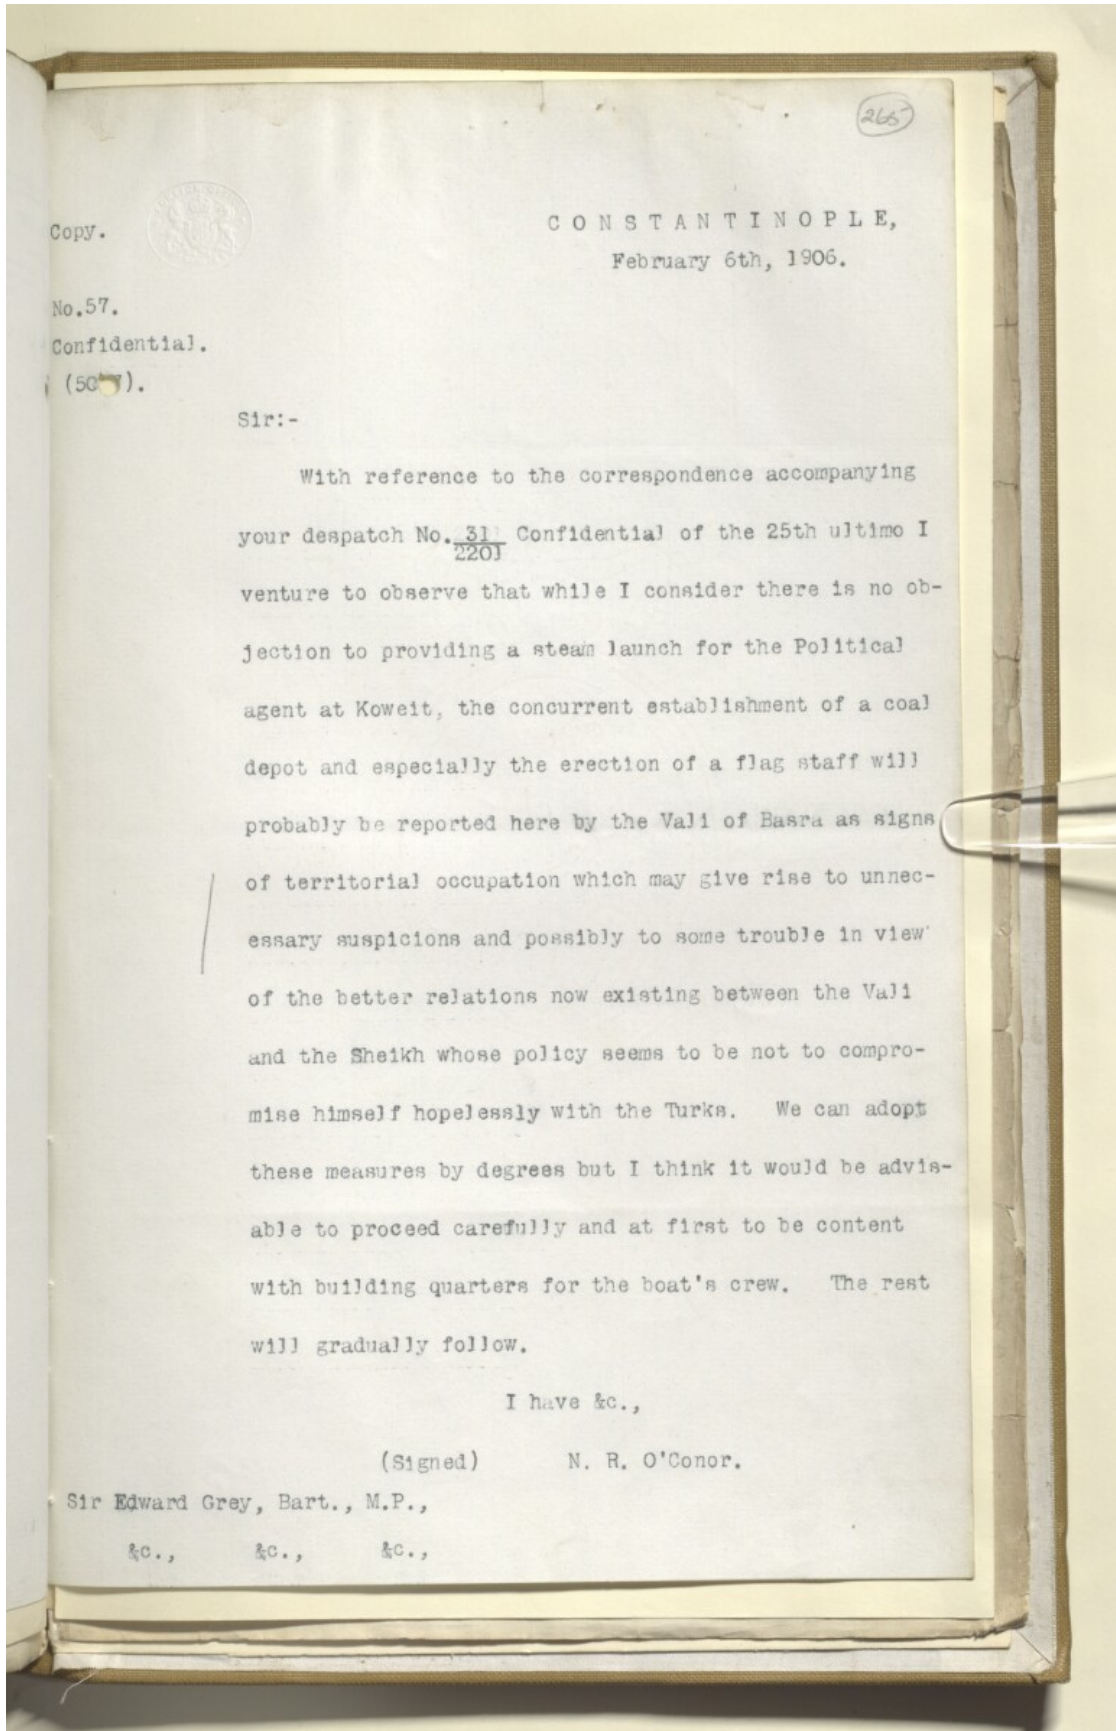 265
Copy.
CONSTANTINOPLE,
February 6th, 1906.
No.57.
Confidential.
Sir:-
With reference to the correspondence accompanying
your despatch No. 31/2201 Confidential of the 25th ultimo I
venture to observe that while I consider there is no ob-
jection to providing a steam launch for the Political
agent at Koweit, the concurrent establishment of a coal
depot and especially the erection of a flag staff will
probably be reported here by the Vali of Basra as signs
of territorial occupation which may give rise to unnec-
essary suspicions and possibly to some trouble in view
of the better relations now existing between the Vali
and the Sheikh whose policy seems to be not to compro-
mise himself hopelessly with the Turks. We can adopt
these measures by degrees but I think it would be advis-
able to proceed carefully and at first to be content
with building quarters for the boat's crew. The rest
will gradually follow.
I have &c.,
(Signed) N. R. O'Conor.
Sir Edward Grey, Bart., M.P.,
&c., &c., &c.,